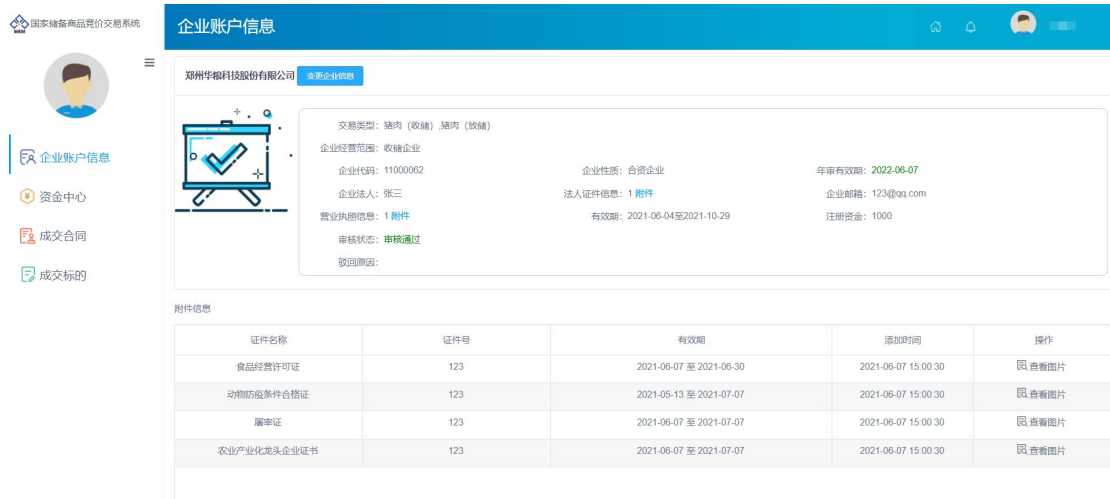 国家储备商品竞价交易系统
企业账户信息
郑州华粮科技股份有限公司 变更企业信息
企业账户信息
资金中心
成交合同
成交标的
交易类型：猪肉（收储）,猪肉（放储）
企业经营范围：收储企业
企业代码：11000062 企业性质：合资企业 年审有效期：2022-06-07
企业法人：张三 法人证件信息：1 附件 企业邮箱：123@qq.com
营业执照信息：1 附件 有效期：2021-06-04至2021-10-29 注册资金：1000
审核状态：审核通过
驳回原因：
附件信息
证件名称 证件号 有效期 添加时间 操作
食品经营许可证 123 2021-06-07 至 2021-06-30 2021-06-07 15:00:30 查看图片
动物防疫条件合格证 123 2021-05-13 至 2021-07-07 2021-06-07 15:00:30 查看图片
屠宰证 123 2021-06-07 至 2021-07-07 2021-06-07 15:00:30 查看图片
农业产业化龙头企业证书 123 2021-06-07 至 2021-07-07 2021-06-07 15:00:30 查看图片